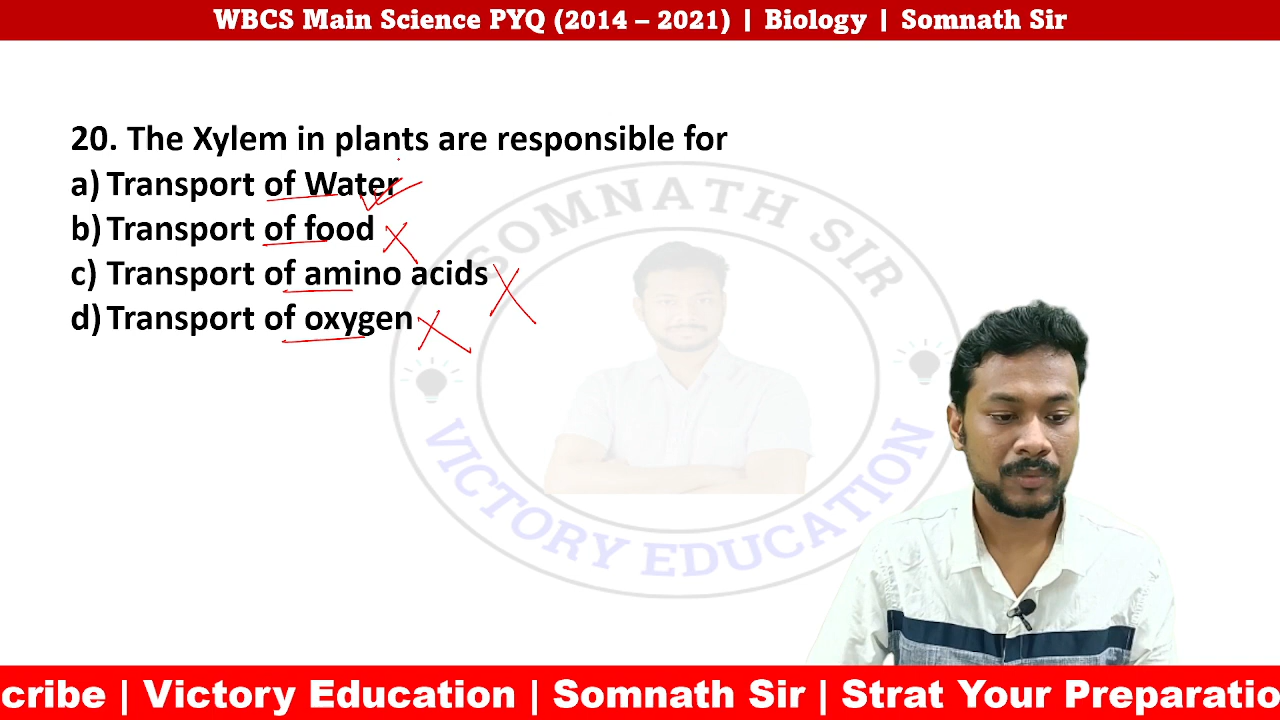 WBCS Main Science PYQ (2014 – 2021) | Biology | Somnath Sir
20. The Xylem in plants are responsible for
a) Transport of Water
b) Transport of food
c) Transport of amino acids
d) Transport of oxygen
SOMNATH SIR
VICTORY EDUCATION
cribe | Victory Education | Somnath Sir | Strat Your Preparatio